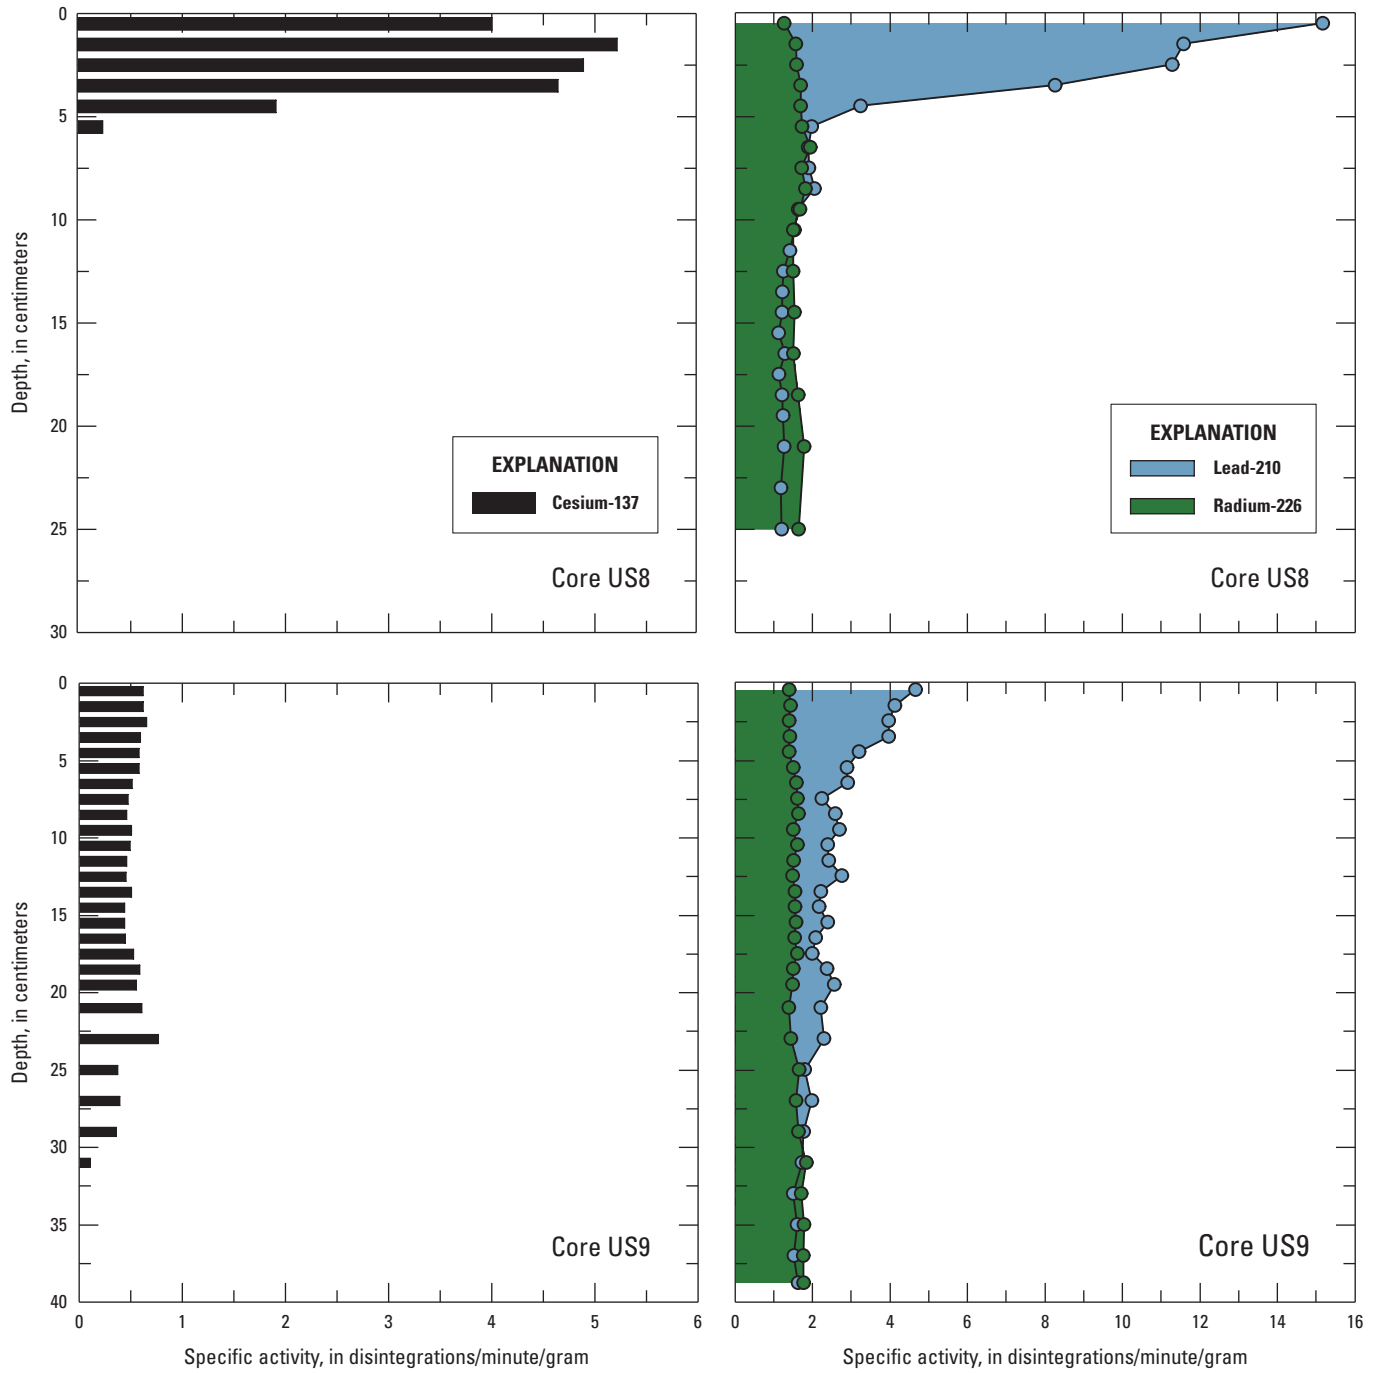 0
5
10
15
20
25
30
Depth, in centimeters
EXPLANATION
Cesium-137
Core US8
EXPLANATION
Lead-210
Radium-226
Core US8
0
5
10
15
20
25
30
35
40
Depth, in centimeters
Core US9
0 1 2 3 4 5 6
Specific activity, in disintegrations/minute/gram
Core US9
0 2 4 6 8 10 12 14 16
Specific activity, in disintegrations/minute/gram